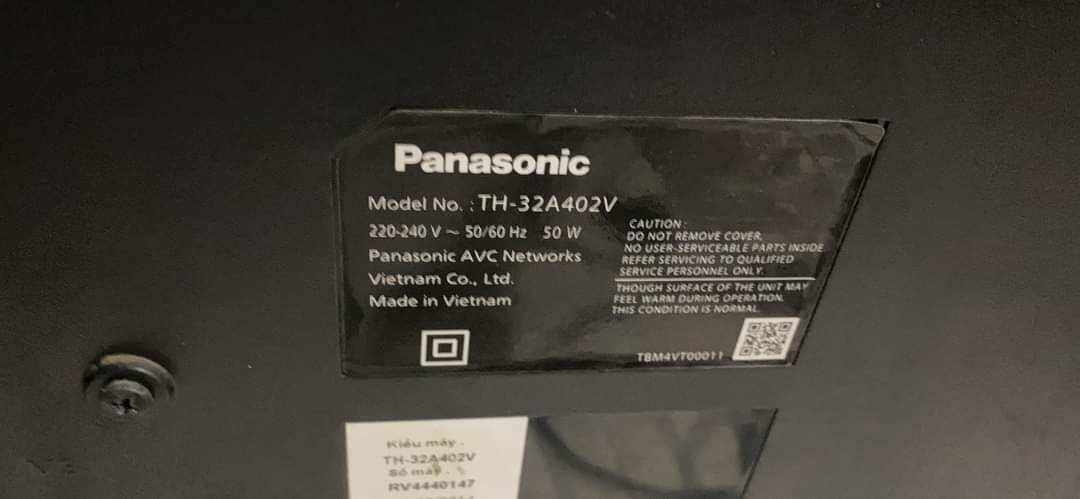 Panasonic
Model No. : TH-32A402V
220-240 V ~ 50/60 Hz 50 W
Panasonic AVC Networks
Vietnam Co., Ltd.
Made in Vietnam
CAUTION :
DO NOT REMOVE COVER.
NO USER-SERVICEABLE PARTS INSIDE.
REFER SERVICING TO QUALIFIED
SERVICE PERSONNEL ONLY.
THOUGH SURFACE OF THE UNIT MAY
FEEL WARM DURING OPERATION.
THIS CONDITION IS NORMAL.
TBM4VT00011
Kiểu máy .
TH-32A402V
Số máy .
RV4440147